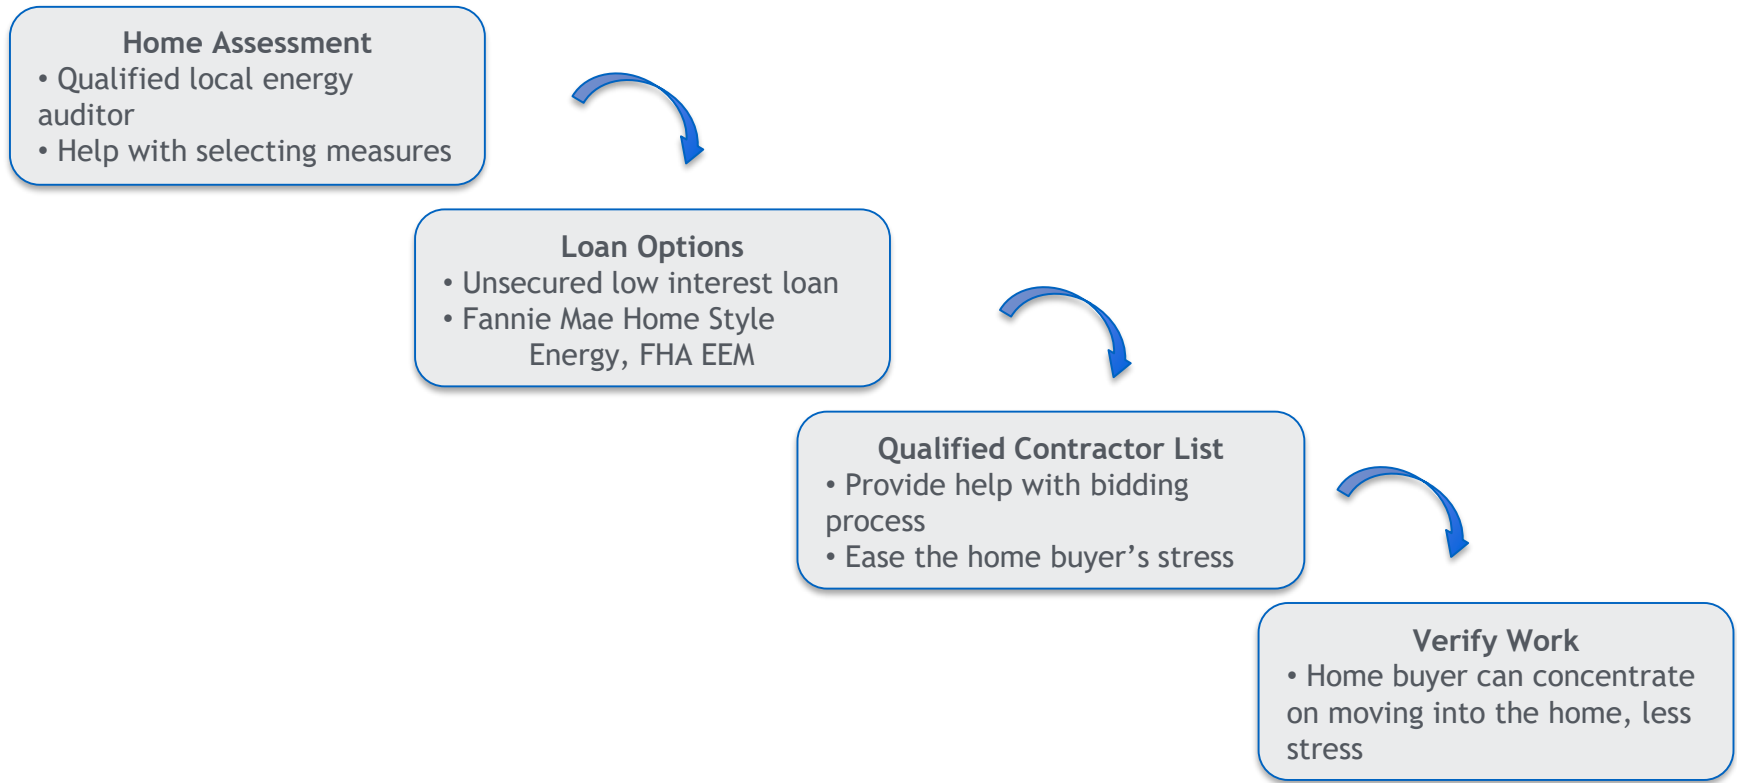 Home Assessment
• Qualified local energy
auditor
• Help with selecting measures
Loan Options
• Unsecured low interest loan
• Fannie Mae Home Style
Energy, FHA EEM
Qualified Contractor List
• Provide help with bidding
process
• Ease the home buyer’s stress
Verify Work
• Home buyer can concentrate
on moving into the home, less
stress